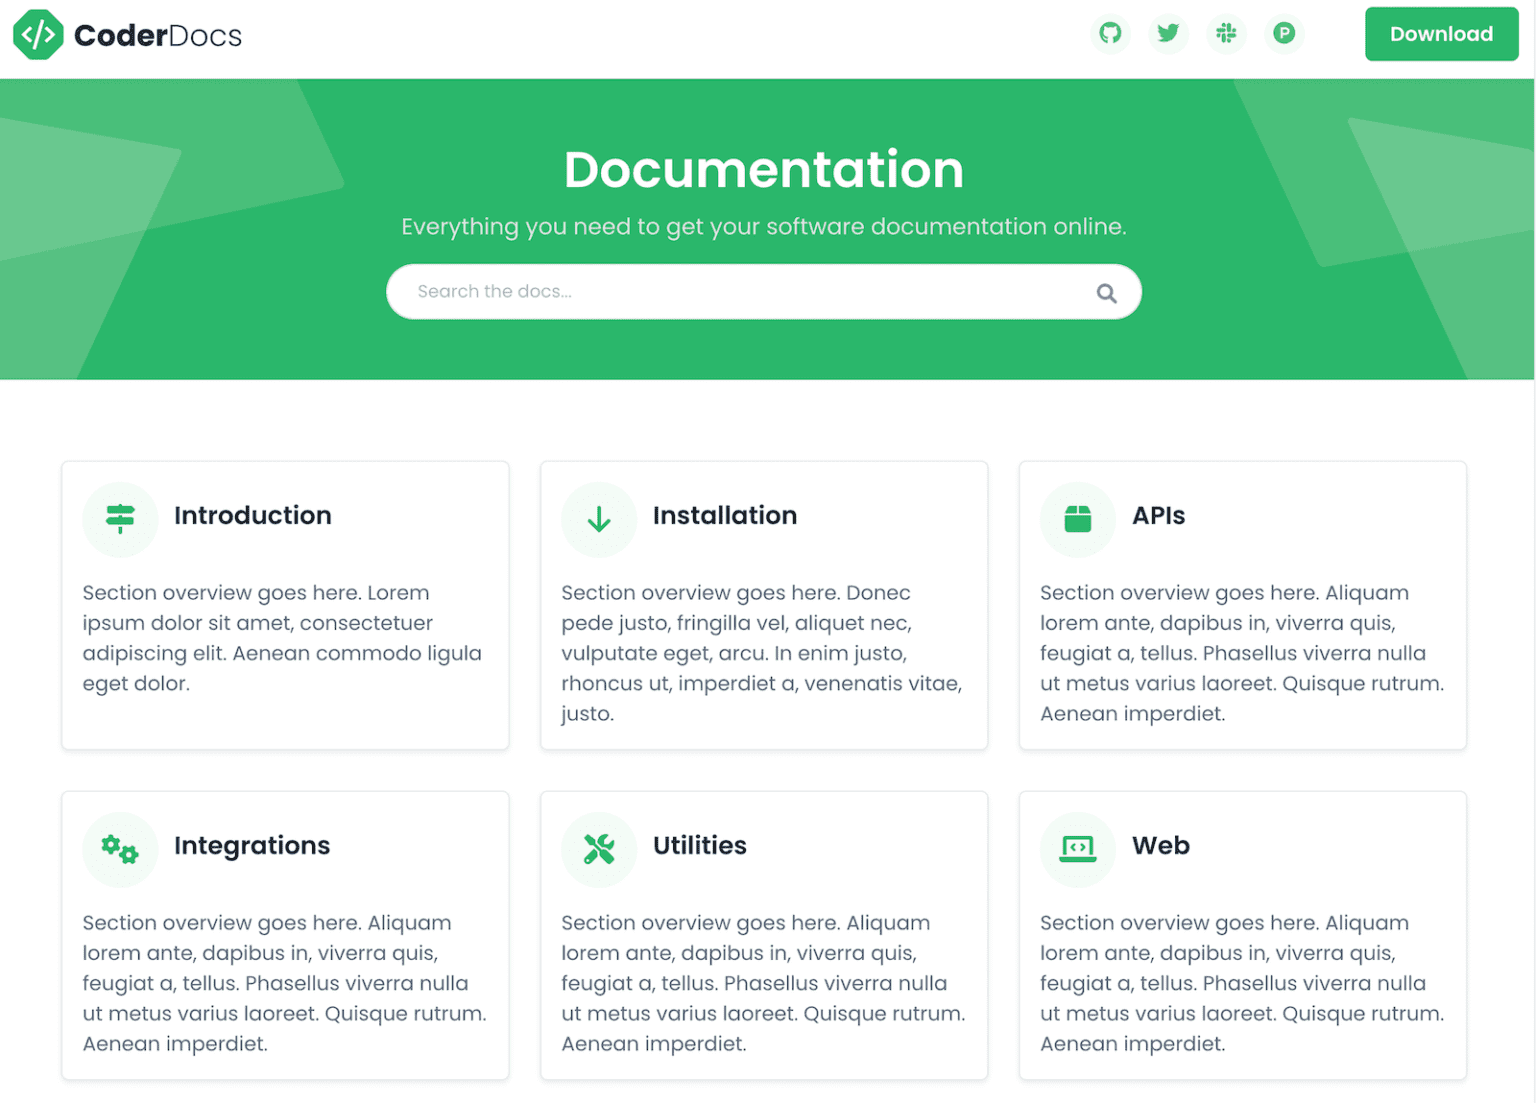 CoderDocs
Download
Documentation
Everything you need to get your software documentation online.
Search the docs...
Introduction
Section overview goes here. Lorem
ipsum dolor sit amet, consectetuer
adipiscing elit. Aenean commodo ligula
eget dolor.
Installation
Section overview goes here. Donec
pede justo, fringilla vel, aliquet nec,
vulputate eget, arcu. In enim justo,
rhoncus ut, imperdiet a, venenatis vitae,
justo.
APIs
Section overview goes here. Aliquam
lorem ante, dapibus in, viverra quis,
feugiat a, tellus. Phasellus viverra nulla
ut metus varius laoreet. Quisque rutrum.
Aenean imperdiet.
Integrations
Section overview goes here. Aliquam
lorem ante, dapibus in, viverra quis,
feugiat a, tellus. Phasellus viverra nulla
ut metus varius laoreet. Quisque rutrum.
Aenean imperdiet.
Utilities
Section overview goes here. Aliquam
lorem ante, dapibus in, viverra quis,
feugiat a, tellus. Phasellus viverra nulla
ut metus varius laoreet. Quisque rutrum.
Aenean imperdiet.
Web
Section overview goes here. Aliquam
lorem ante, dapibus in, viverra quis,
feugiat a, tellus. Phasellus viverra nulla
ut metus varius laoreet. Quisque rutrum.
Aenean imperdiet.